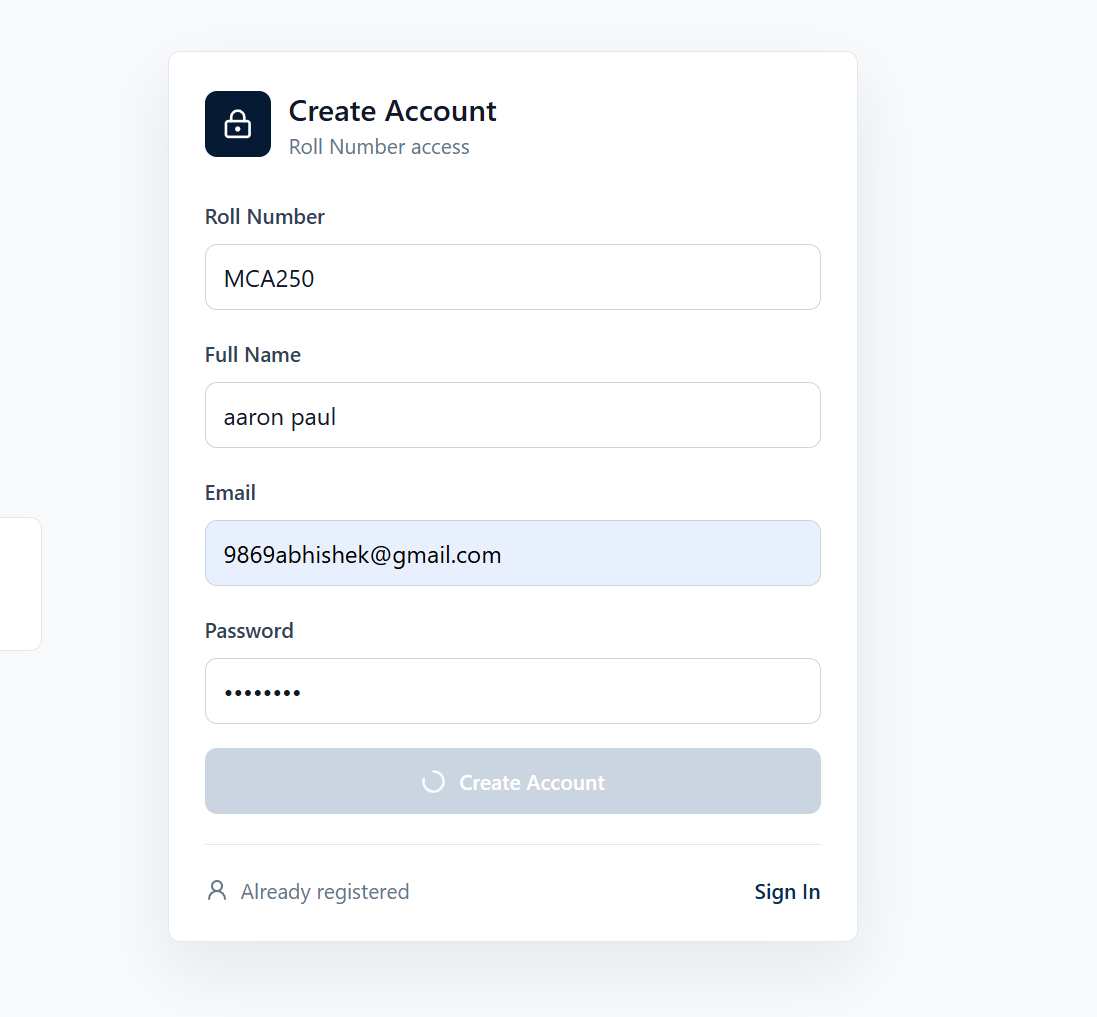 Create Account
Roll Number access
Roll Number
MCA250
Full Name
aaron paul
Email
9869abhishek@gmail.com
Password
••••••••
Create Account
Already registered
Sign In